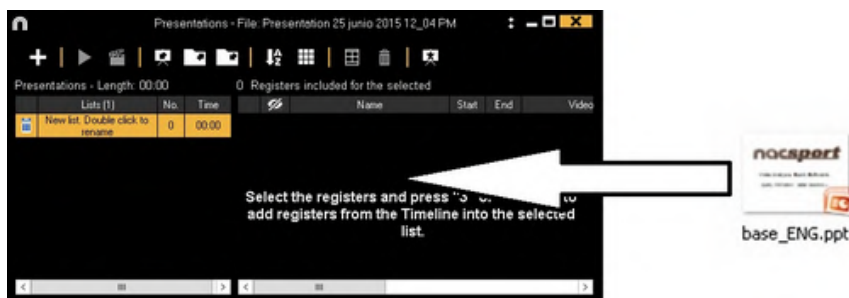 Presentations - File: Presentation 25 junio 2015 12_04 PM
Presentations - Length: 00:00
0 Registers included for the selected
Lists (1) No. Time
Name Start End Video
New list. Double click to rename 0 00:00
Select the registers and press "3"
to
add registers from the Timeline into the selected
list.
nacsport
base_ENG.ppt